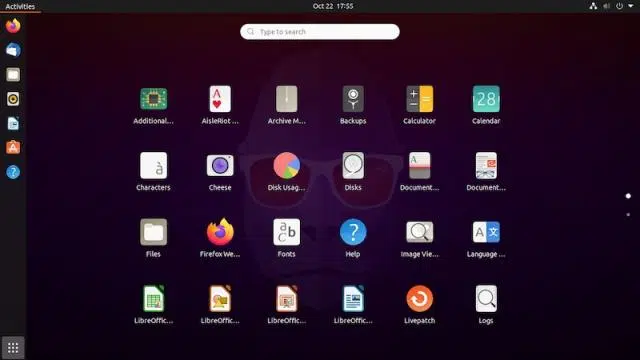 Activities
Oct 22 17:55
Type to search
Additional...
AisleRiot ...
Archive M...
Backups
Calculator
28
Calendar
Characters
Cheese
Disk Usag...
Disks
Document...
Document...
Files
Firefox We...
Fonts
Help
Image Vie...
Language ...
LibreOffic...
LibreOffic...
LibreOffic...
LibreOffic...
Livepatch
Logs